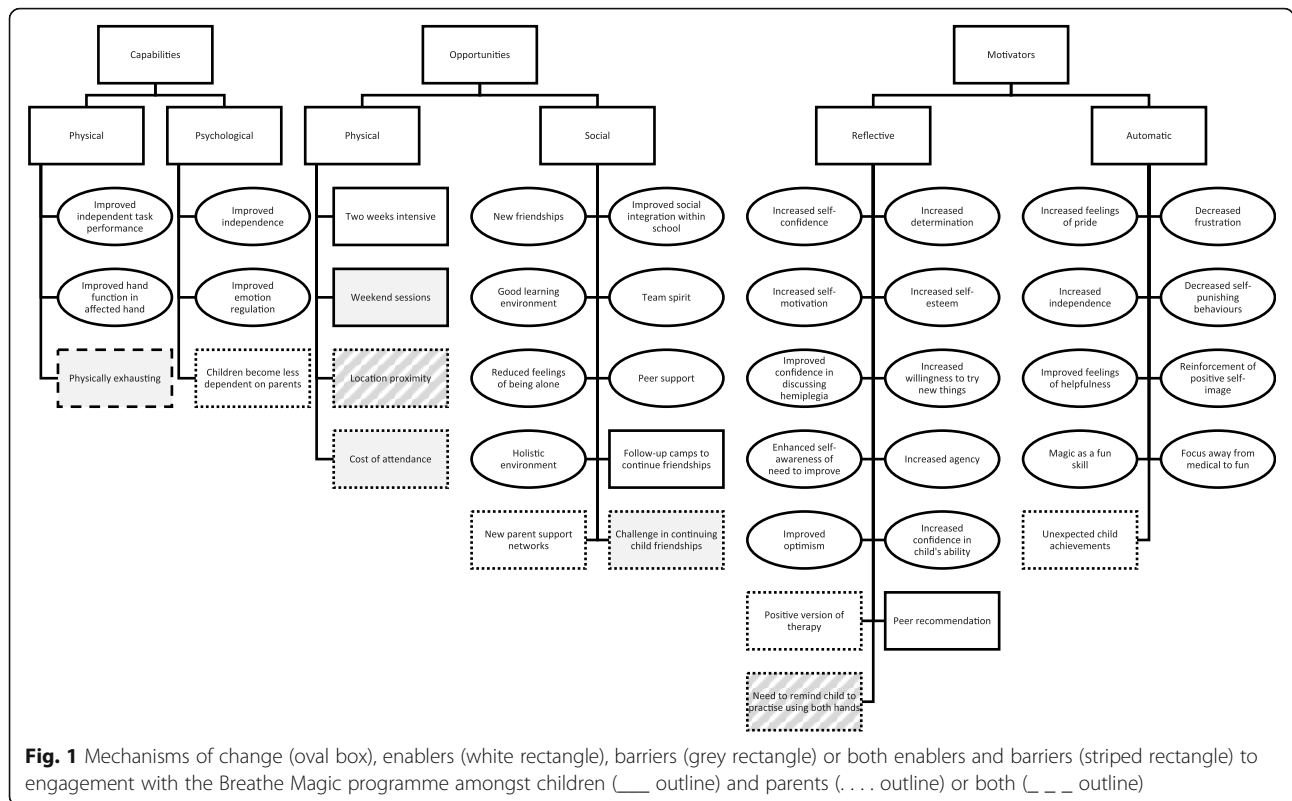 Capabilities
Opportunities
Motivators
Physical
Psychological
Physical
Social
Reflective
Automatic
Improved
independent task
performance
Improved
independence
Two weeks intensive
New friendships
Improved social
integration within
school
Increased self-
confidence
Increased
determination
Increased feelings
of pride
Decreased
frustration
Improved hand
function in
affected hand
Improved
emotion
regulation
Weekend sessions
Good learning
environment
Team spirit
Increased self-
motivation
Increased self-
esteem
Increased
independence
Decreased self-
punishing
behaviours
Physically exhausting
Children become less
dependent on parents
Location proximity
Reduced feelings
of being alone
Peer support
Improved
confidence in
discussing
hemiplegia
Increased
willingness to try
new things
Improved feelings
of helpfulness
Reinforcement of
positive self-
image
Cost of attendance
Holistic
environment
Follow-up camps to
continue friendships
Enhanced self-
awareness of
need to improve
Increased agency
Magic as a fun
skill
Focus away from
medical to fun
New parent support
networks
Challenge in continuing
child friendships
Improved
optimism
Increased
confidence in
child's ability
Unexpected child
achievements
Positive version of
therapy
Peer recommendation
Need to remind child to
practise using both hands
Fig. 1 Mechanisms of change (oval box), enablers (white rectangle), barriers (grey rectangle) or both enablers and barriers (striped rectangle) to
engagement with the Breathe Magic programme amongst children (___ outline) and parents (. . . . outline) or both (_ _ _ outline)